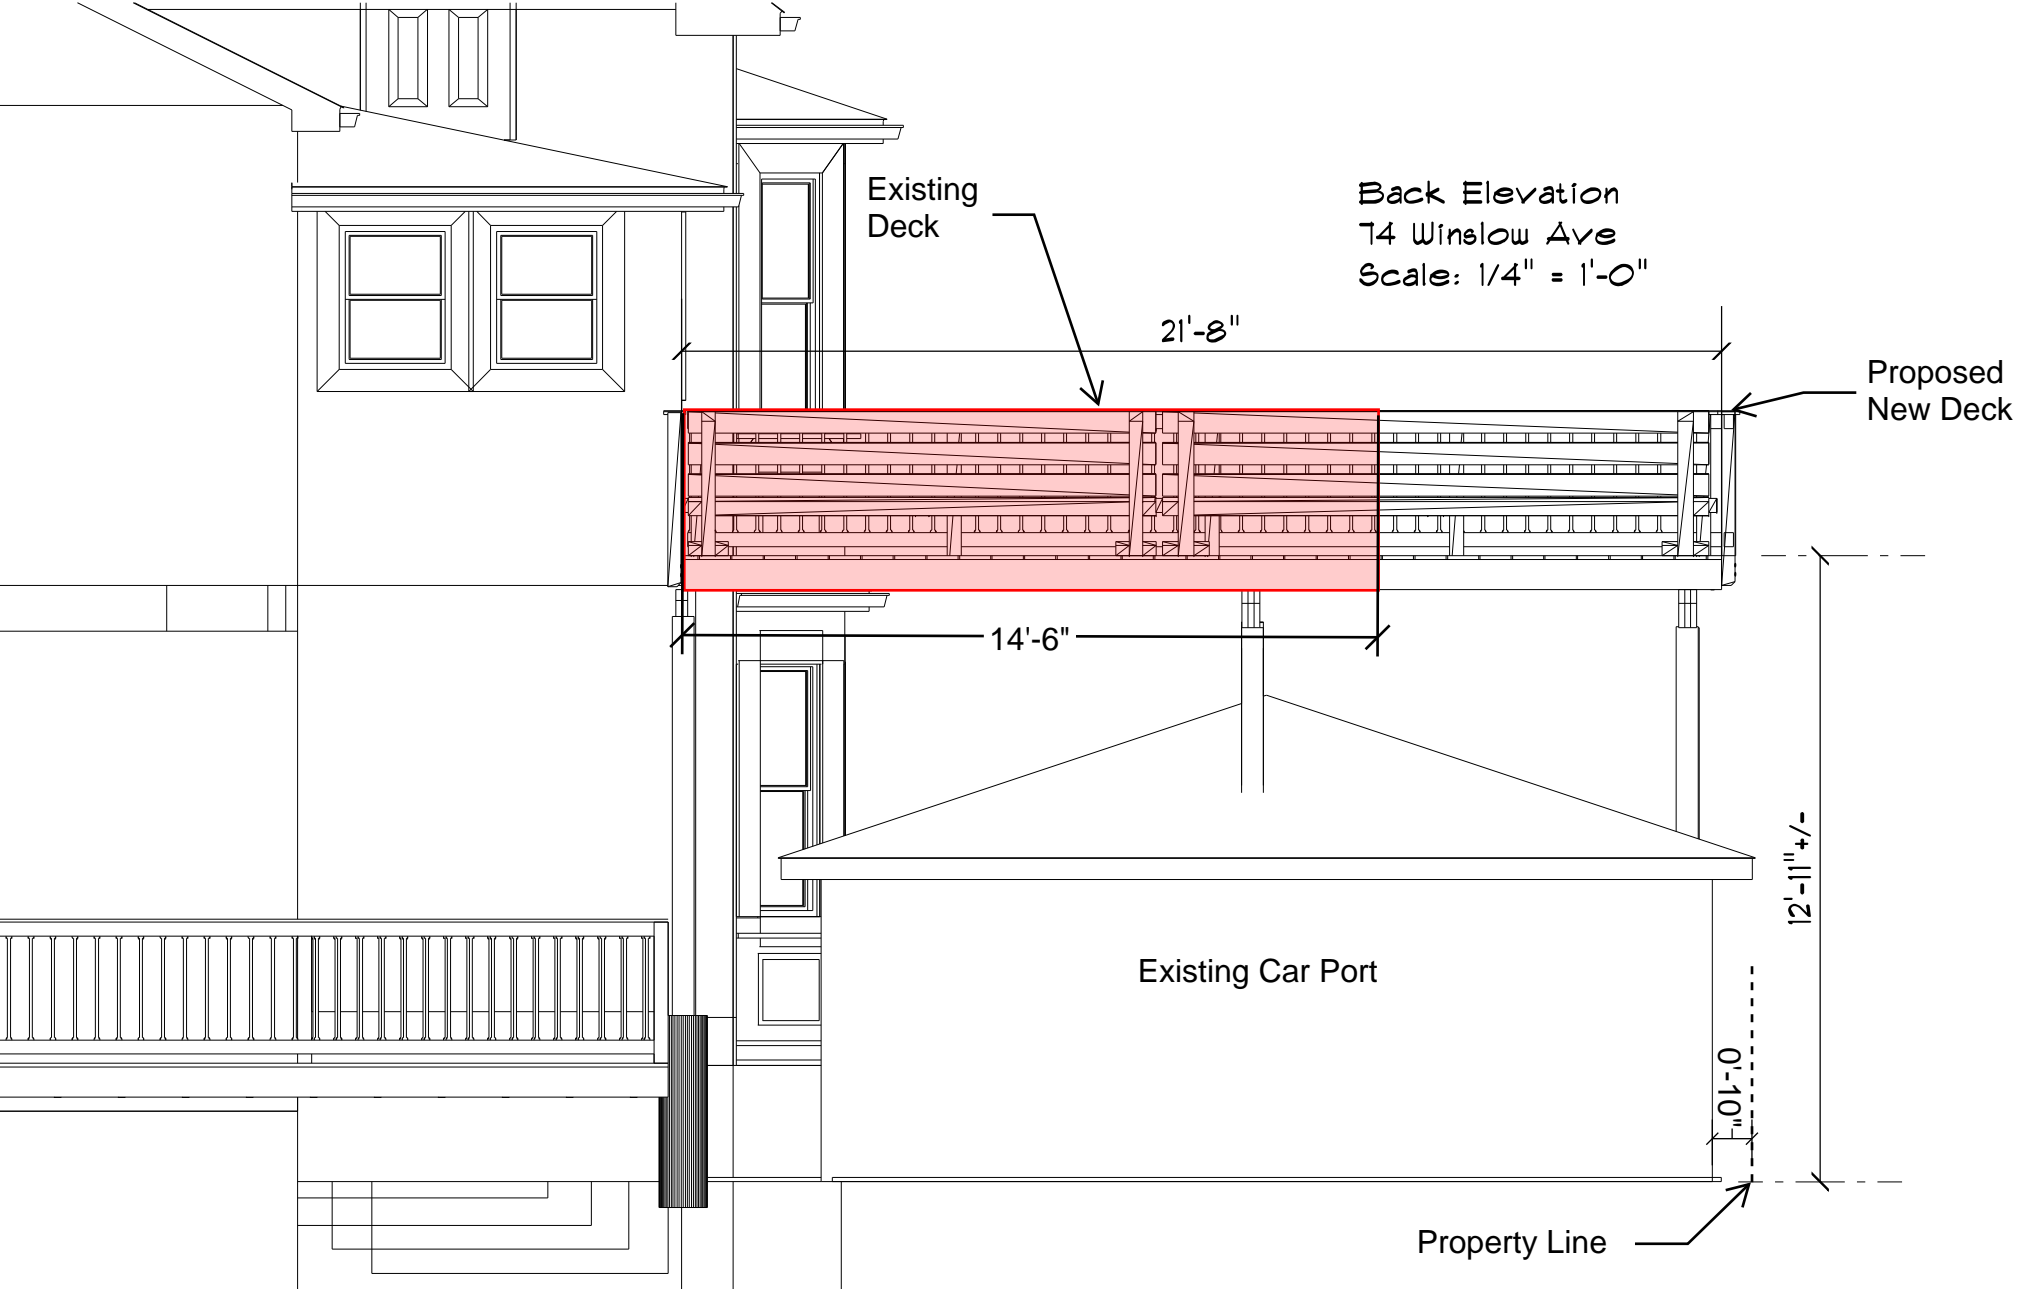 Existing
Deck
Back Elevation
74 Winslow Ave
Scale: 1/4" = 1'-0"
21'-8"
Proposed
New Deck
14'-6"
12'-11"+/-
Existing Car Port
0'-10"
Property Line